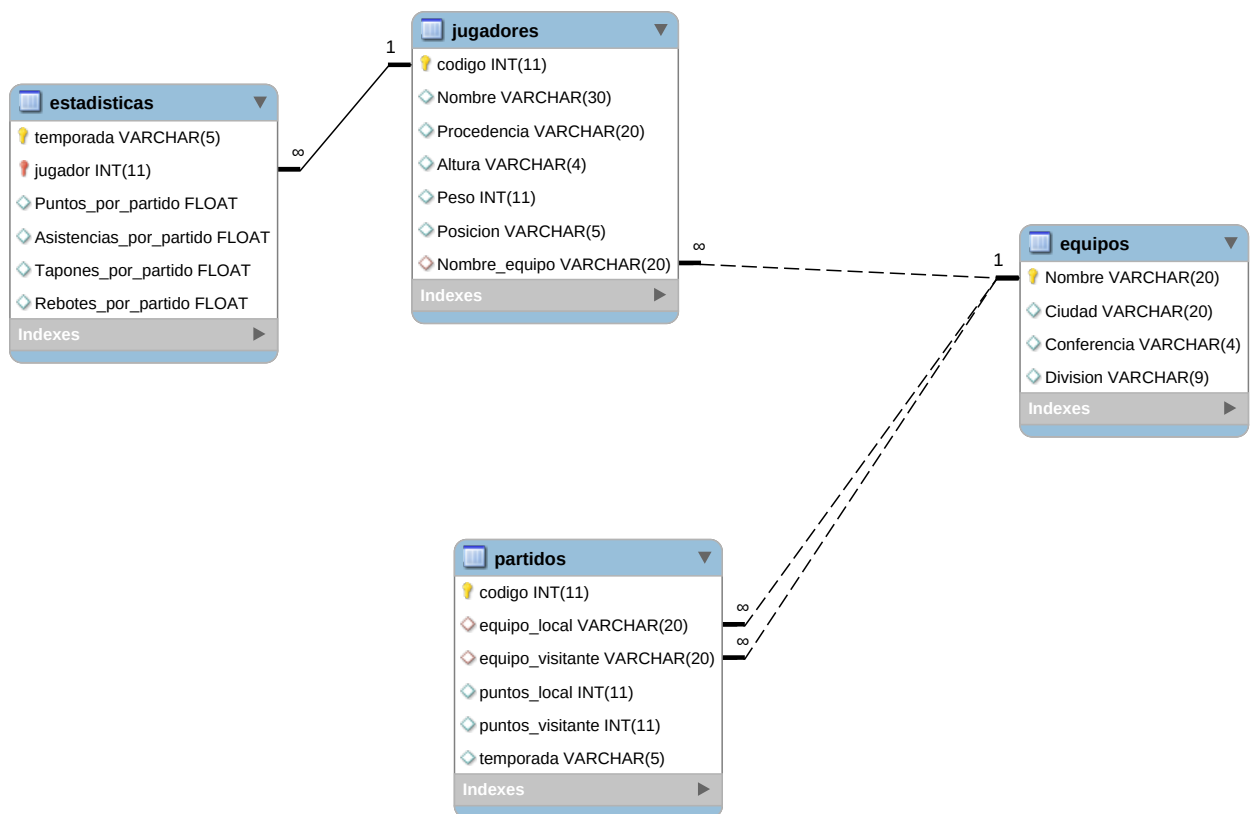 estadisticas
temporada VARCHAR(5)
jugador INT(11)
Puntos_por_partido FLOAT
Asistencias_por_partido FLOAT
Tapones_por_partido FLOAT
Rebotes_por_partido FLOAT
Indexes
∞
1
jugadores
codigo INT(11)
Nombre VARCHAR(30)
Procedencia VARCHAR(20)
Altura VARCHAR(4)
Peso INT(11)
Posicion VARCHAR(5)
Nombre_equipo VARCHAR(20)
Indexes
∞
1
equipos
Nombre VARCHAR(20)
Ciudad VARCHAR(20)
Conferencia VARCHAR(4)
Division VARCHAR(9)
Indexes
partidos
codigo INT(11)
equipo_local VARCHAR(20)
equipo_visitante VARCHAR(20)
puntos_local INT(11)
puntos_visitante INT(11)
temporada VARCHAR(5)
Indexes
∞
∞